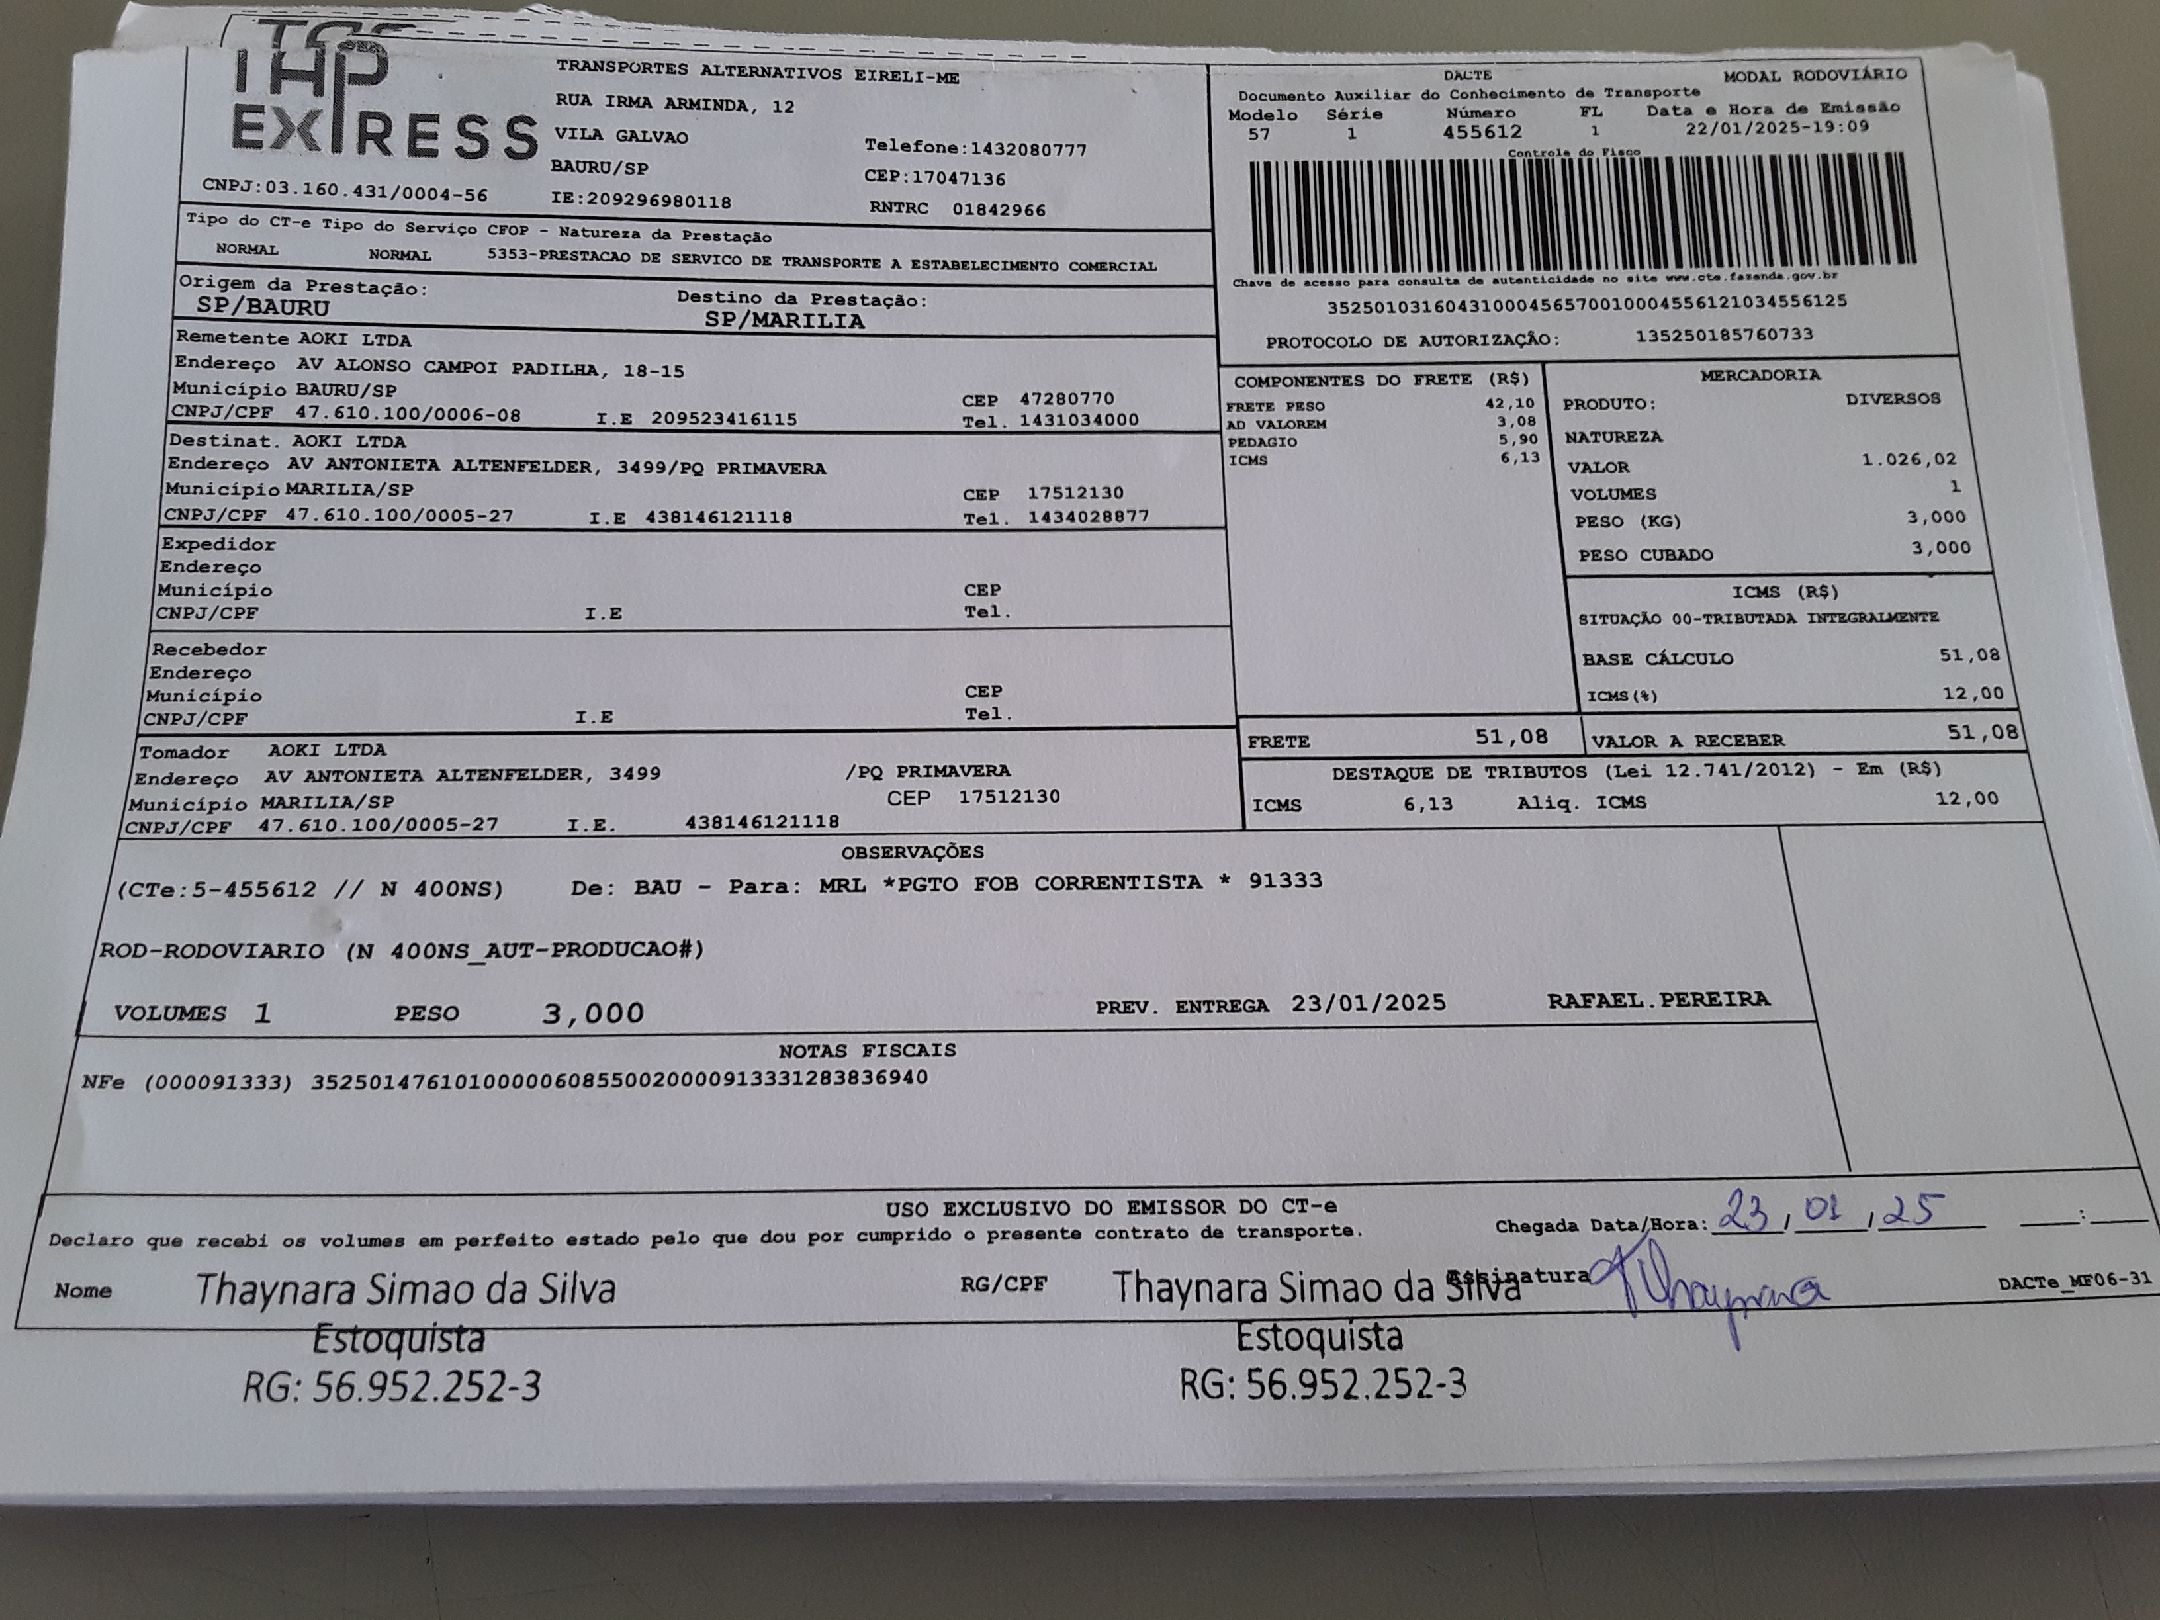 THP
EXPRESS
TRANSPORTES ALTERNATIVOS EIRELI-ME
RUA IRMA ARMINDA, 12
VILA GALVAO
Telefone:1432080777
BAURU/SP
CEP:17047136
CNPJ:03.160.431/0004-56
IE:209296980118
RNTRC 01842966
DACTE MODAL RODOVIÁRIO
Documento Auxiliar do Conhecimento de Transporte
Modelo Série Número FL Data e Hora de Emissão
57 1 455612 1 22/01/2025-19:09
Controle do Fisco
Chave de acesso para consulta de autenticidade no site www.cte.fazenda.gov.br
35250103160431000456570010004556121034556125
PROTOCOLO DE AUTORIZAÇÃO: 135250185760733
Tipo do CT-e Tipo do Serviço CFOP - Natureza da Prestação
NORMAL NORMAL 5353-PRESTACAO DE SERVICO DE TRANSPORTE A ESTABELECIMENTO COMERCIAL
Origem da Prestação: Destino da Prestação:
SP/BAURU SP/MARILIA
Remetente AOKI LTDA
Endereço AV ALONSO CAMPOI PADILHA, 18-15
Município BAURU/SP CEP 47280770
CNPJ/CPF 47.610.100/0006-08 I.E 209523416115 Tel. 1431034000
Destinat. AOKI LTDA
Endereço AV ANTONIETA ALTENFELDER, 3499/PQ PRIMAVERA
Município MARILIA/SP CEP 17512130
CNPJ/CPF 47.610.100/0005-27 I.E 438146121118 Tel. 1434028877
Expedidor
Endereço
Município CEP
CNPJ/CPF I.E Tel.
Recebedor
Endereço
Município CEP
CNPJ/CPF I.E Tel.
Tomador AOKI LTDA
Endereço AV ANTONIETA ALTENFELDER, 3499 /PQ PRIMAVERA
Município MARILIA/SP CEP 17512130
CNPJ/CPF 47.610.100/0005-27 I.E. 438146121118
COMPONENTES DO FRETE (R$)
FRETE PESO 42,10
AD VALOREM 3,08
PEDAGIO 5,90
ICMS 6,13
MERCADORIA
PRODUTO: DIVERSOS
NATUREZA
VALOR 1.026,02
VOLUMES 1
PESO (KG) 3,000
PESO CUBADO 3,000
ICMS (R$)
SITUAÇÃO 00-TRIBUTADA INTEGRALMENTE
BASE CÁLCULO 51,08
ICMS(%) 12,00
FRETE 51,08 VALOR A RECEBER 51,08
DESTAQUE DE TRIBUTOS (Lei 12.741/2012) - Em (R$)
ICMS 6,13 Aliq. ICMS 12,00
OBSERVAÇÕES
(CTe:5-455612 // N 400NS) De: BAU - Para: MRL *PGTO FOB CORRENTISTA * 91333
ROD-RODOVIARIO (N 400NS_AUT-PRODUCAO#)
VOLUMES 1 PESO 3,000 PREV. ENTREGA 23/01/2025 RAFAEL.PEREIRA
NOTAS FISCAIS
NFe (000091333) 35250147610100000608550020000913331283836940
USO EXCLUSIVO DO EMISSOR DO CT-e
Declaro que recebi os volumes em perfeito estado pelo que dou por cumprido o presente contrato de transporte.
Chegada Data/Hora: 23/01/25 :
Nome Thaynara Simao da Silva RG/CPF Thaynara Simao da Silva Assinatura Thaynara DACTe_MF06-31
Estoquista Estoquista
RG: 56.952.252-3 RG: 56.952.252-3